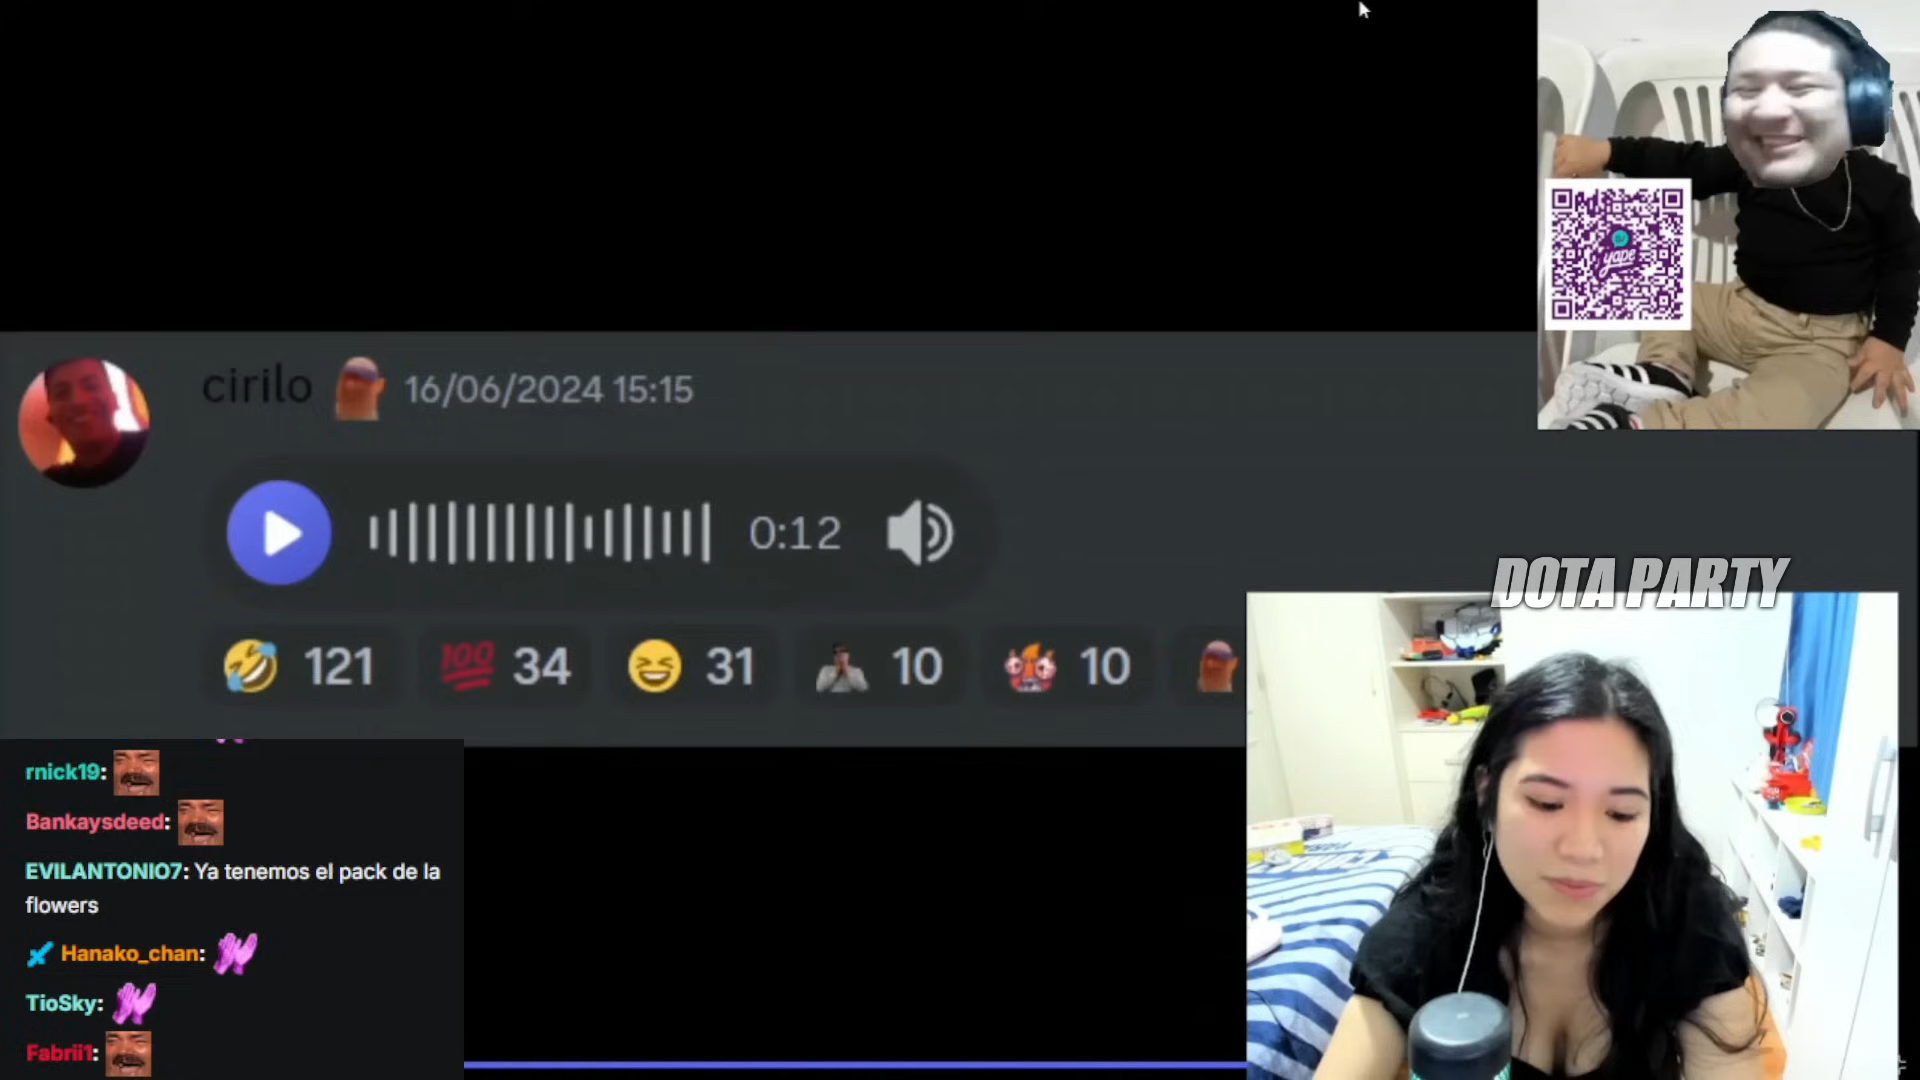 yape
cirilo 16/06/2024 15:15
0:12
121 34 31 10 10
DOTA PARTY
rnick19:
Bankaysdeed:
EVILANTONIO7: Ya tenemos el pack de la
flowers
Hanako_chan:
TioSky:
Fabrii1: